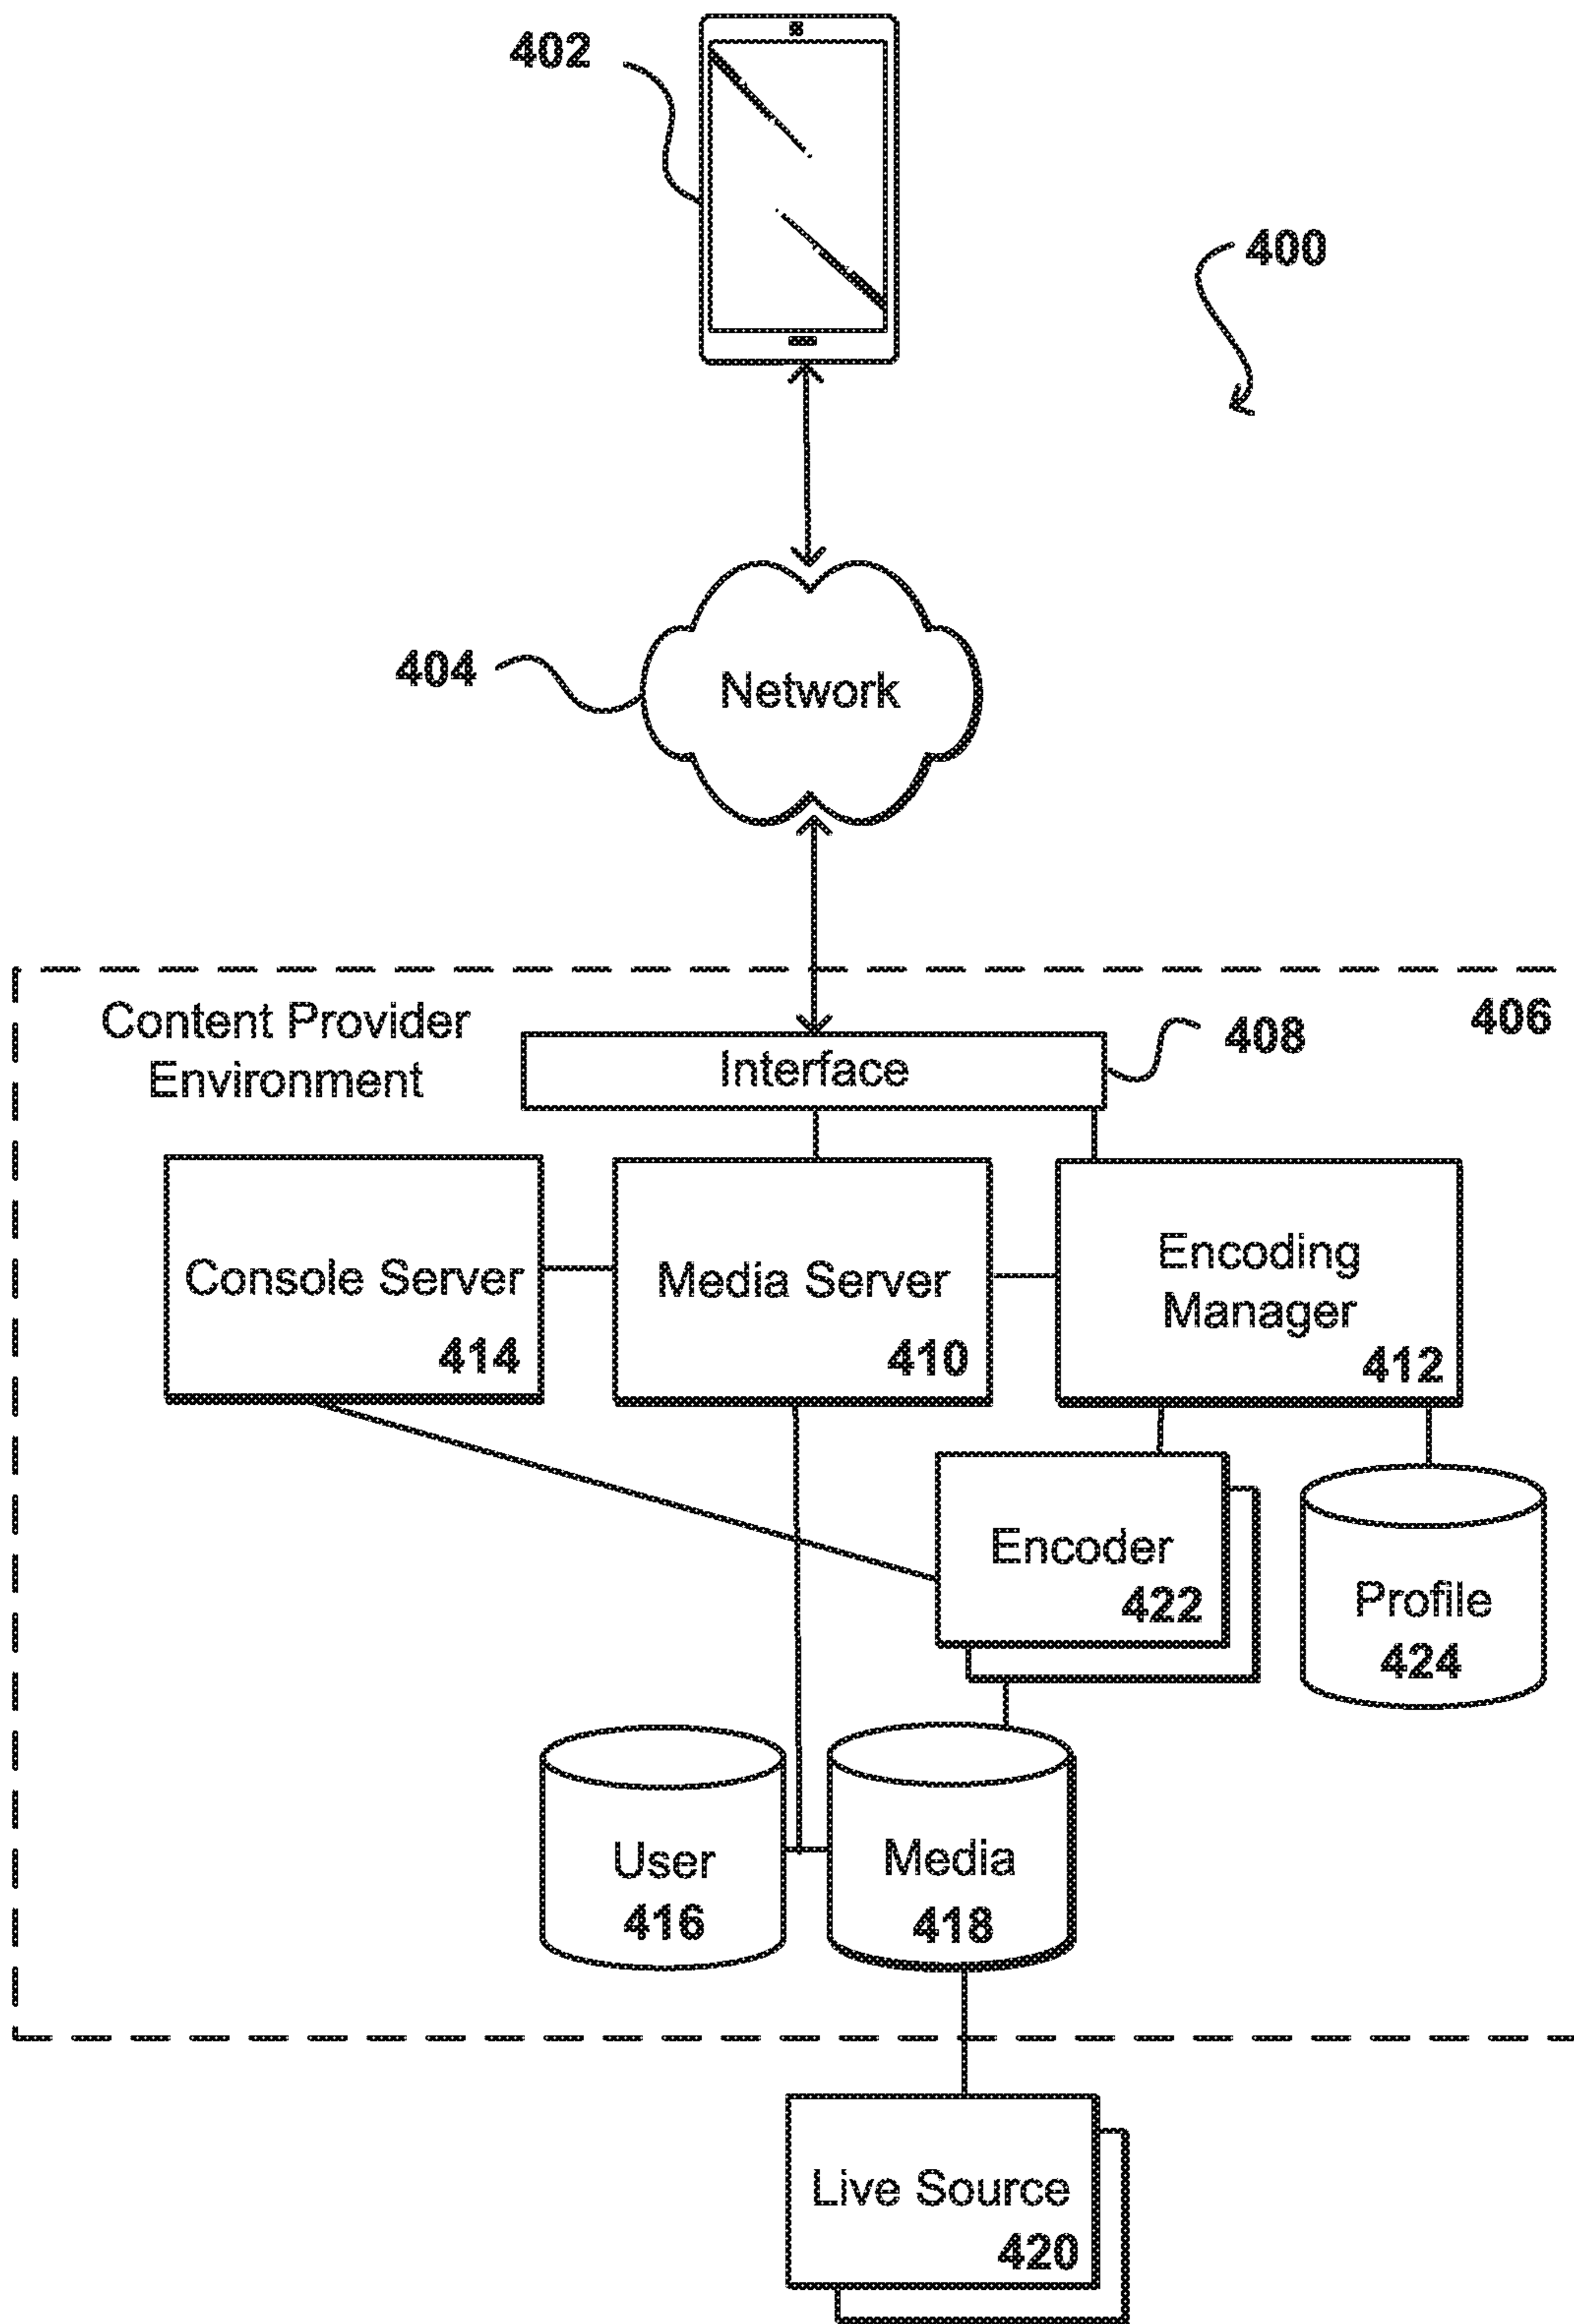 402
400
404
Network
Content Provider
Environment
406
408
Interface
Console Server
414
Media Server
410
Encoding
Manager
412
Encoder
422
Profile
424
User
416
Media
418
Live Source
420